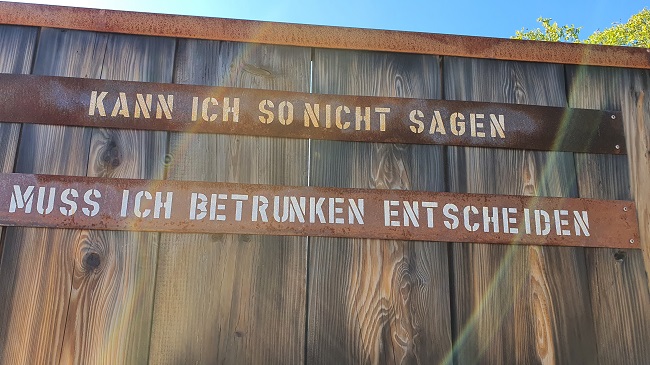 KANN ICH SO NICHT SAGEN
MUSS ICH BETRUNKEN ENTSCHEIDEN